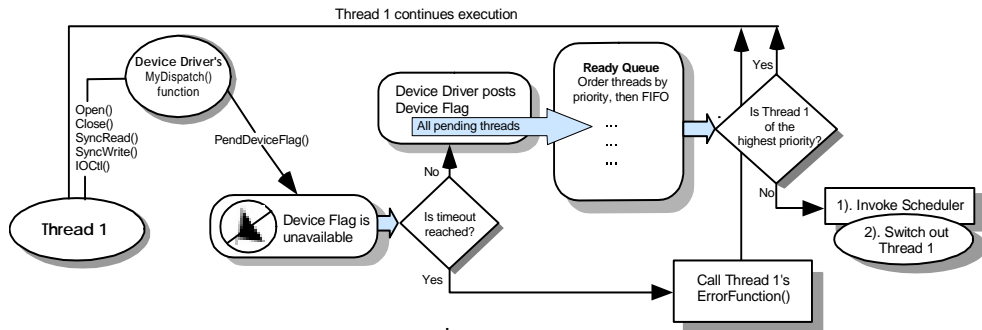 Thread 1 continues execution
Device Driver's
MyDispatch()
function
Open()
Close()
SyncRead()
SyncWrite()
IOCtl()
Thread 1
PendDeviceFlag()
Device Flag is
unavailable
Is timeout
reached?
No
Yes
Device Driver posts
Device Flag
All pending threads
Ready Queue
Order threads by
priority, then FIFO
...
...
...
Is Thread 1
of the
highest priority?
Yes
No
1). Invoke Scheduler
2). Switch out
Thread 1
Call Thread 1's
ErrorFunction()